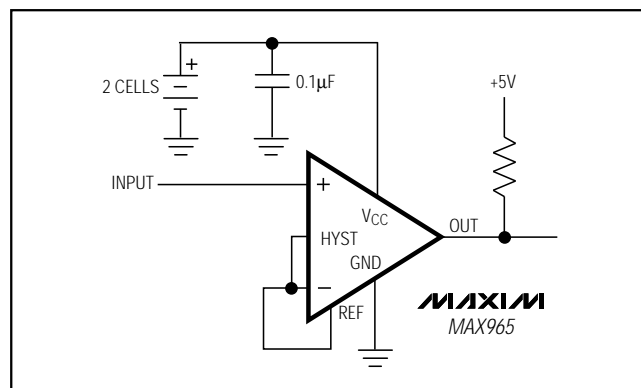 +
2 CELLS
0.1µF
+5V
INPUT
+
VCC
OUT
HYST
GND
−
REF
MAXIM
MAX965